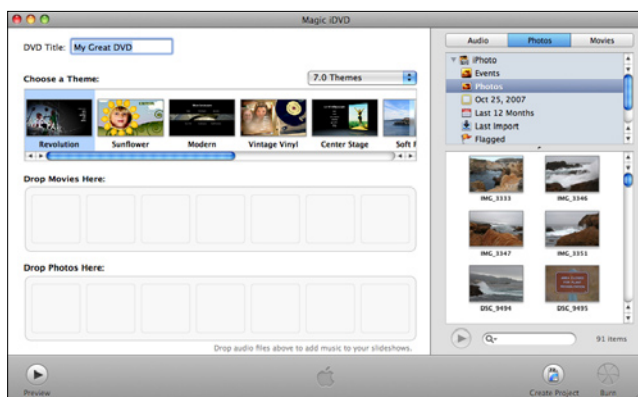 Magic iDVD
DVD Title: My Great DVD
Choose a Theme:
7.0 Themes
Revolution
Sunflower
Modern
Vintage Vinyl
Center Stage
Soft F
Drop Movies Here:
Drop Photos Here:
Drop audio files above to add music to your slideshows.
Audio
Photos
Movies
iPhoto
Events
Photos
Oct 25, 2007
Last 12 Months
Last Import
Flagged
IMG_3333
IMG_3346
IMG_3347
IMG_3351
DSC_9494
DSC_9495
91 items
Preview
Create Project
Burn